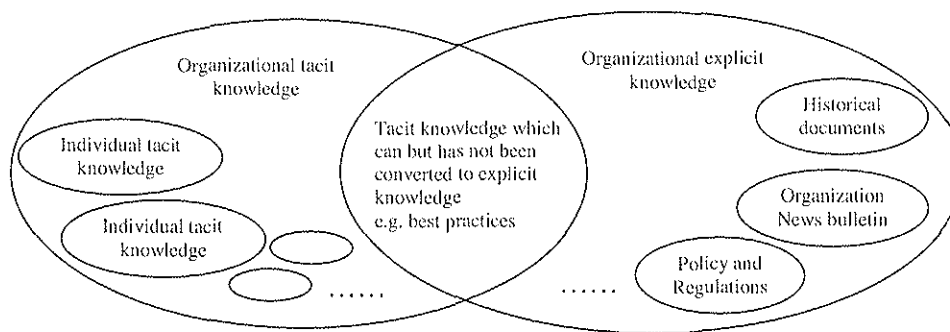 Organizational tacit
knowledge
Organizational explicit
knowledge
Individual tacit
knowledge
Individual tacit
knowledge
......
Tacit knowledge which
can but has not been
converted to explicit
knowledge
e.g. best practices
Historical
documents
Organization
News bulletin
Policy and
Regulations
......